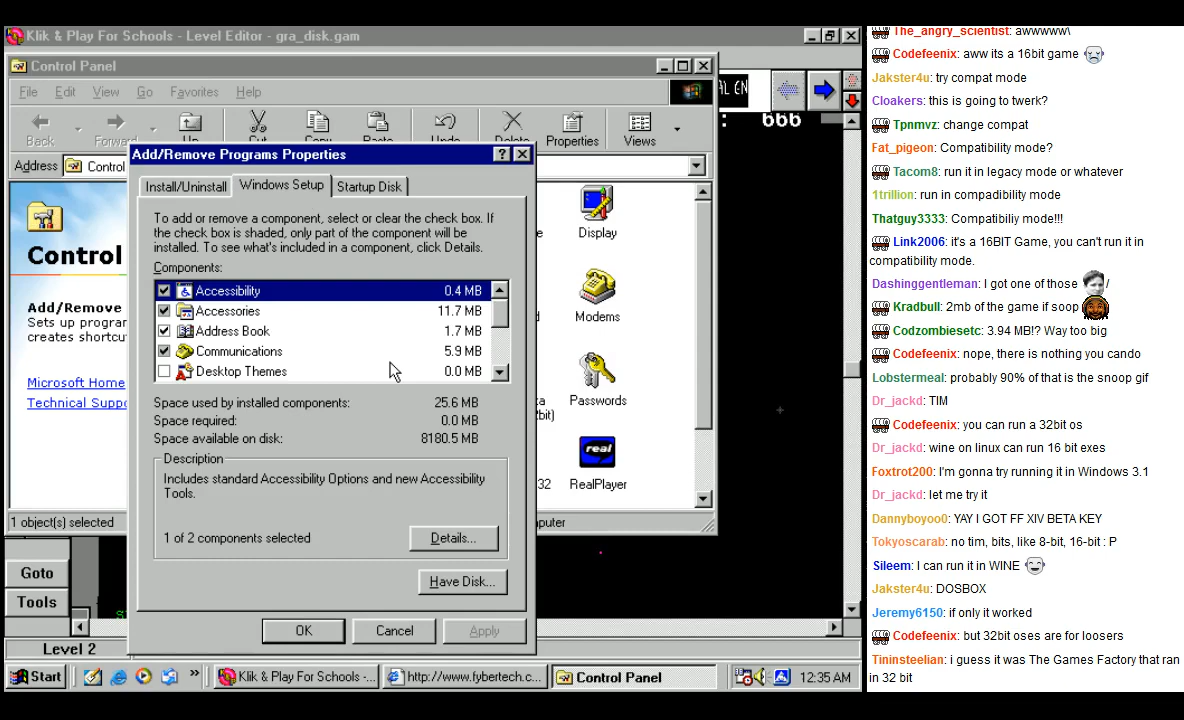 Klik & Play For Schools - Level Editor - gra_disk.gam
Control Panel
File Edit View Go Favorites Help
AL EN
: 666
Back Forward Up Cut Copy Paste Undo Delete Properties Views
Address Control
Add/Remove Programs Properties
Install/Uninstall Windows Setup Startup Disk
To add or remove a component, select or clear the check box. If
the check box is shaded, only part of the component will be
installed. To see what's included in a component, click Details.
Components:
Accessibility 0.4 MB
Accessories 11.7 MB
Address Book 1.7 MB
Communications 5.9 MB
Desktop Themes 0.0 MB
Space used by installed components: 25.6 MB
Space required: 0.0 MB
Space available on disk: 8180.5 MB
Description
Includes standard Accessibility Options and new Accessibility
Tools.
1 of 2 components selected
Details...
Have Disk...
OK Cancel Apply
Control
Add/Remove
Sets up program
creates shortcu
Microsoft Home
Technical Suppo
Display
Modems
Passwords
bit)
32
RealPlayer
1 object(s) selected
puter
Goto
Tools
Level 2
Start
Klik & Play For Schools -...
http://www.fybertech.c...
Control Panel
12:35 AM
The_angry_scientist: awwwww\
Codefeenix: aww its a 16bit game
Jakster4u: try compat mode
Cloakers: this is going to twerk?
Tpnmvz: change compat
Fat_pigeon: Compatibility mode?
Tacom8: run it in legacy mode or whatever
1trillion: run in compadibility mode
Thatguy3333: Compatibiliy mode!!!
Link2006: it's a 16BIT Game, you can't run it in
compatibility mode.
Dashinggentleman: I got one of those /
Kradbull: 2mb of the game if soop
Codzombiesetc: 3.94 MB!? Way too big
Codefeenix: nope, there is nothing you cando
Lobstermeal: probably 90% of that is the snoop gif
Dr_jackd: TIM
Codefeenix: you can run a 32bit os
Dr_jackd: wine on linux can run 16 bit exes
Foxtrot200: I'm gonna try running it in Windows 3.1
Dr_jackd: let me try it
Dannyboyoo0: YAY I GOT FF XIV BETA KEY
Tokyoscarab: no tim, bits, like 8-bit, 16-bit : P
Sileem: I can run it in WINE
Jakster4u: DOSBOX
Jeremy6150: if only it worked
Codefeenix: but 32bit oses are for loosers
Tininsteelian: i guess it was The Games Factory that ran
in 32 bit